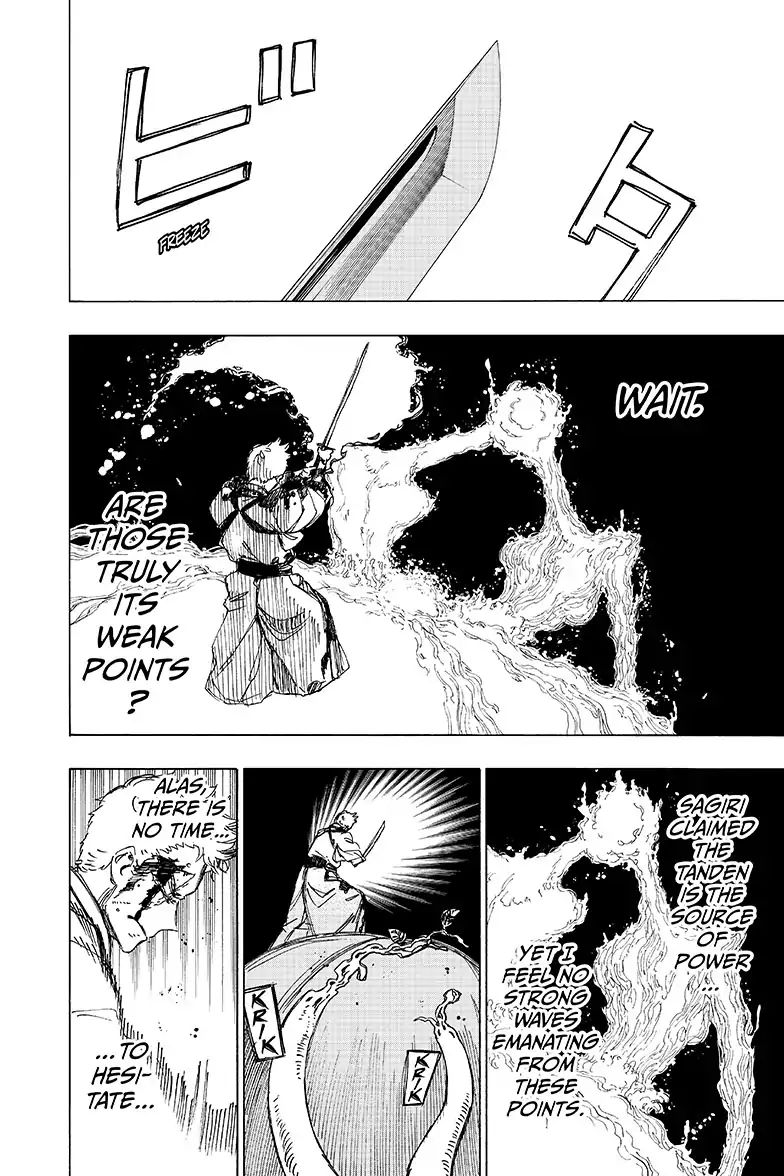 ビタ
FREEZE
WAIT.
ARE
THOSE
TRULY
ITS
WEAK
POINTS
?
SAGIRI
CLAIMED
THE
TANDEN
IS THE
SOURCE
OF
POWER
...
YET I
FEEL NO
STRONG
WAVES
EMANATING
FROM
THESE
POINTS.
KRIK
KRIK
ALAS,
THERE IS
NO TIME...
...TO
HESI-
TATE...